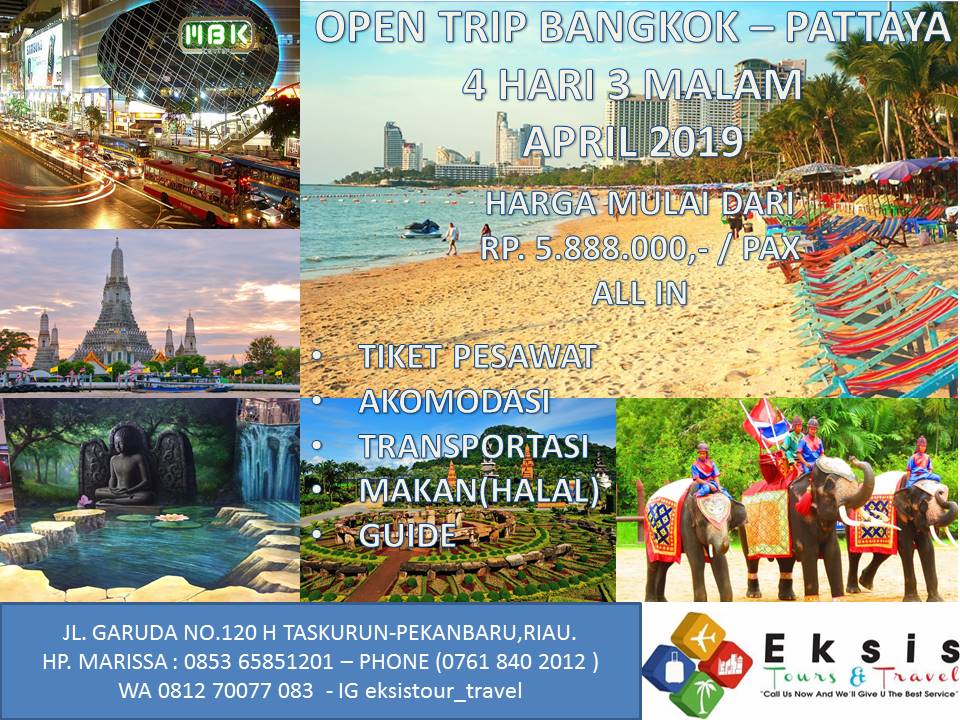 MBK
CENTER
SAMSUNG
OPEN TRIP BANGKOK – PATTAYA
4 HARI 3 MALAM
APRIL 2019
HARGA MULAI DARI
RP. 5.888.000,- / PAX
ALL IN
• TIKET PESAWAT
• AKOMODASI
• TRANSPORTASI
• MAKAN(HALAL)
• GUIDE
JL. GARUDA NO.120 H TASKURUN-PEKANBARU,RIAU.
HP. MARISSA : 0853 65851201 – PHONE (0761 840 2012 )
WA 0812 70077 083 - IG eksistour_travel
Eksis
Tours & Travel
"Call Us Now And We'll Give U The Best Service"